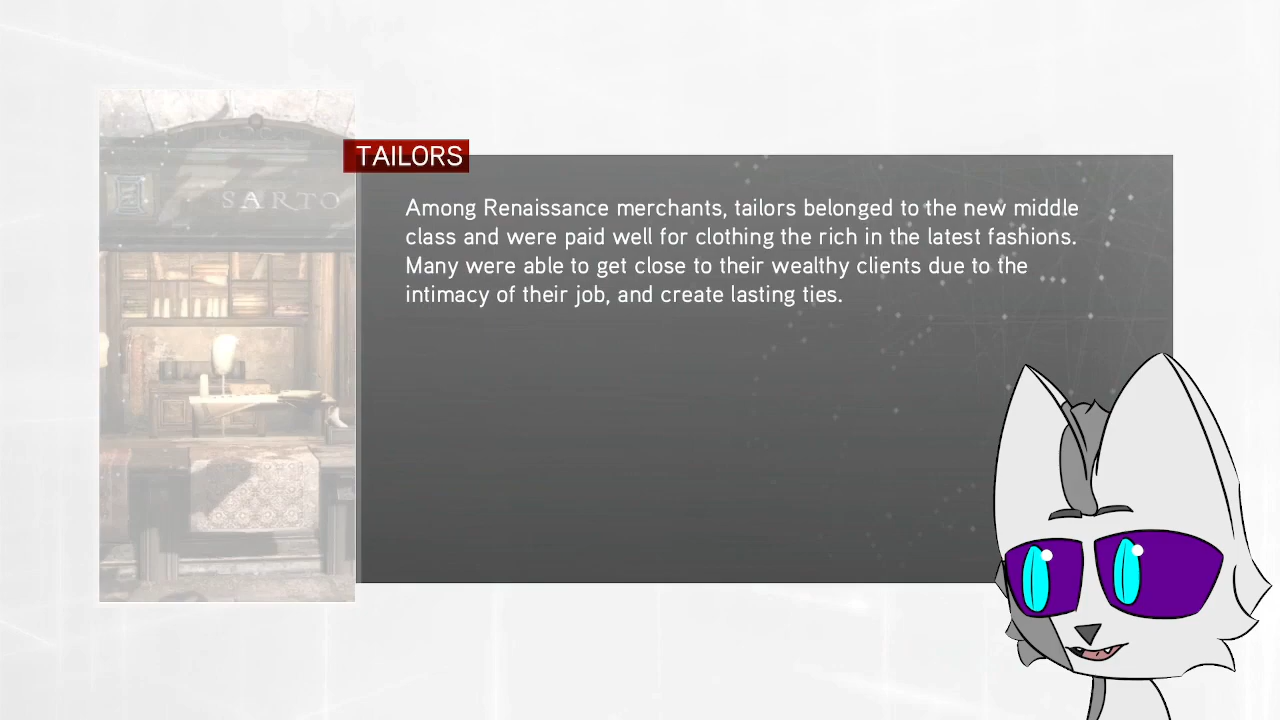 SARTO
TAILORS
Among Renaissance merchants, tailors belonged to the new middle
class and were paid well for clothing the rich in the latest fashions.
Many were able to get close to their wealthy clients due to the
intimacy of their job, and create lasting ties.